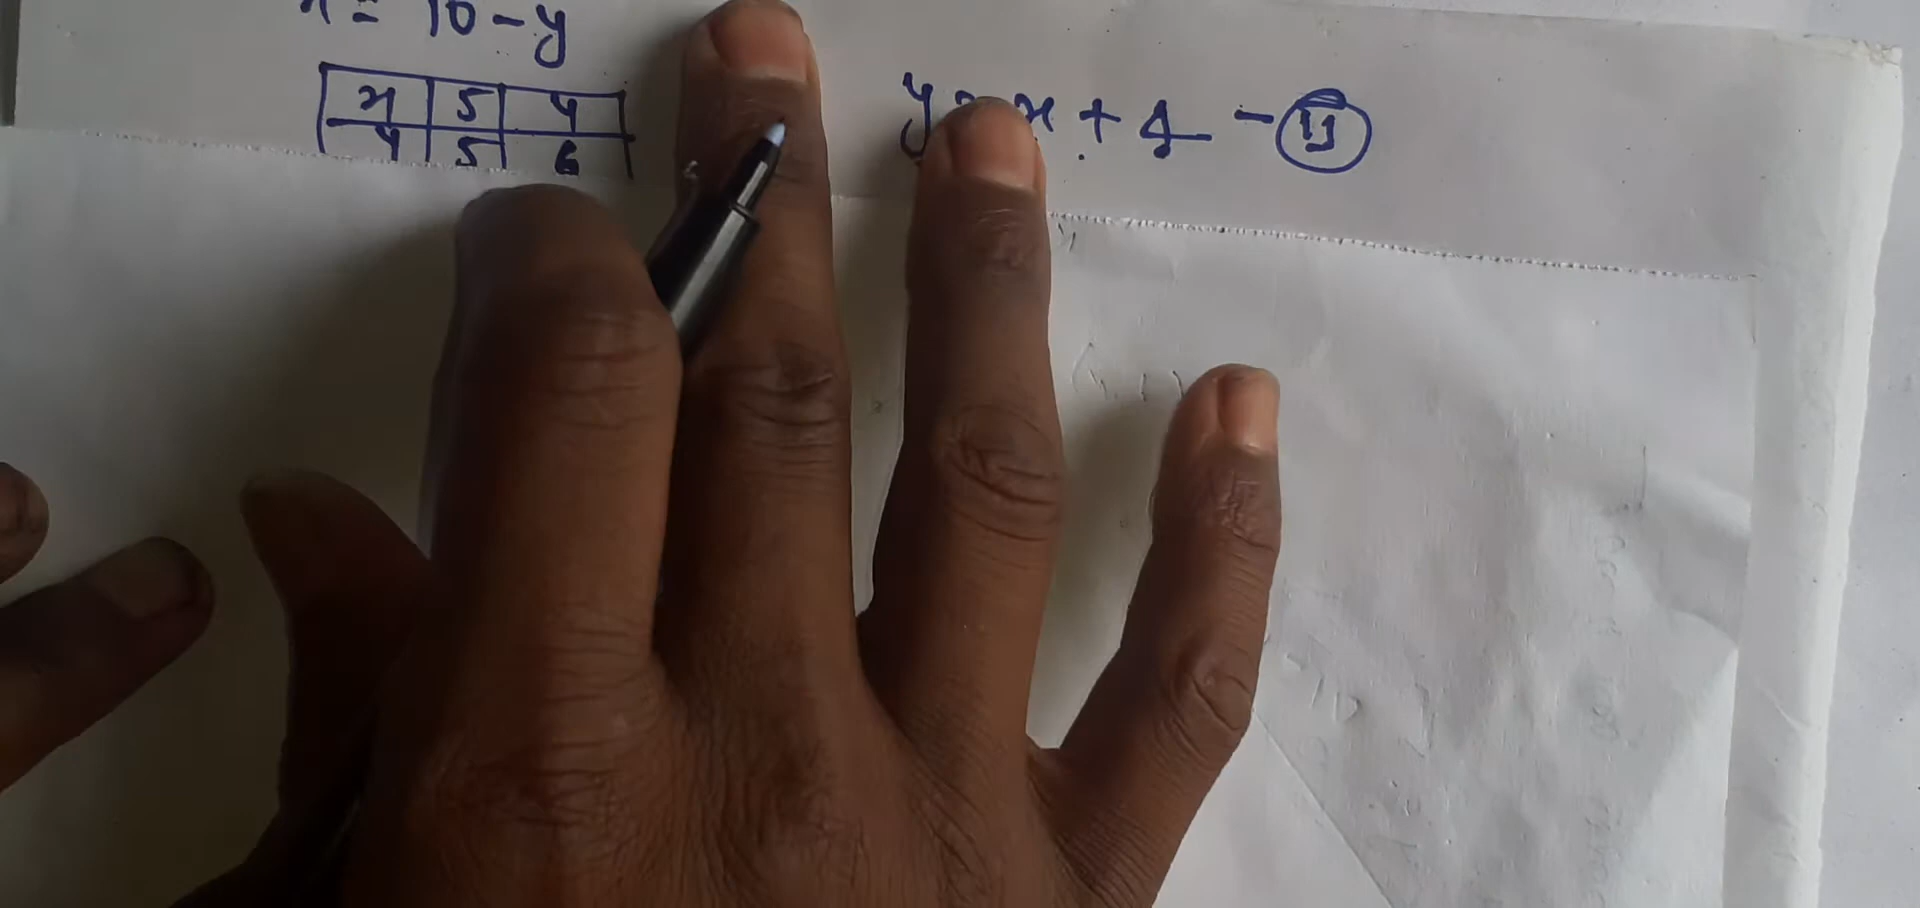 x = 10 - y
x 5 4
y 5 6
y = x + 4 - (ii)